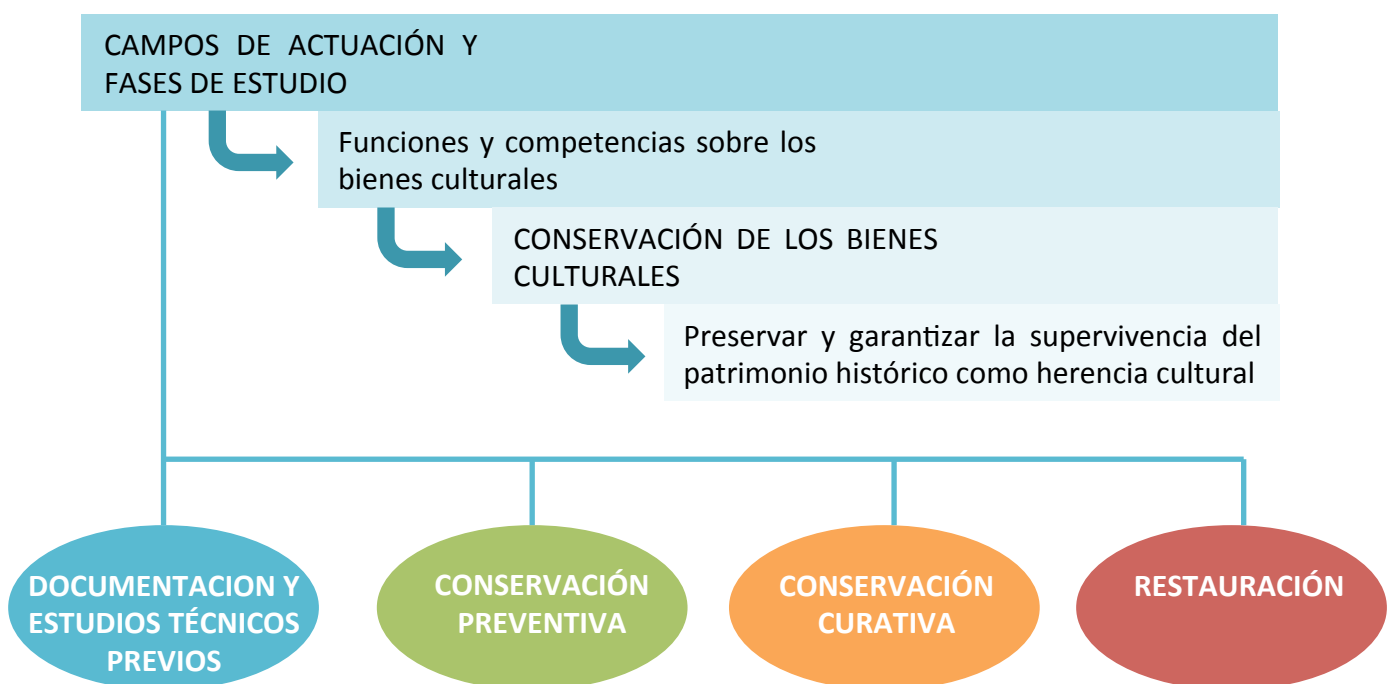 CAMPOS DE ACTUACIÓN Y
FASES DE ESTUDIO
Funciones y competencias sobre los
bienes culturales
CONSERVACIÓN DE LOS BIENES
CULTURALES
Preservar y garantizar la supervivencia del
patrimonio histórico como herencia cultural
DOCUMENTACION Y
ESTUDIOS TÉCNICOS
PREVIOS
CONSERVACIÓN
PREVENTIVA
CONSERVACIÓN
CURATIVA
RESTAURACIÓN